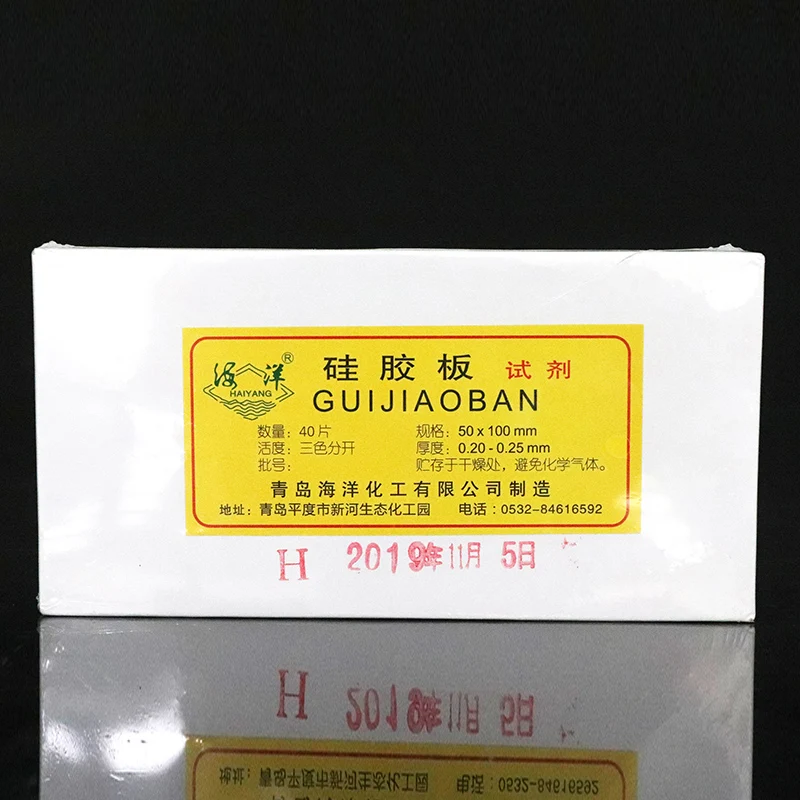 海洋®
HAIYANG
硅胶板 试剂
GUIJIAOBAN
数量: 40片 规格: 50 x 100 mm
活度: 三色分开 厚度: 0.20 - 0.25 mm
批号: 贮存于干燥处, 避免化学气体。
青岛海洋化工有限公司制造
地址: 青岛平度市新河生态化工园 电话: 0532-84616592
H 2019年11月 5日